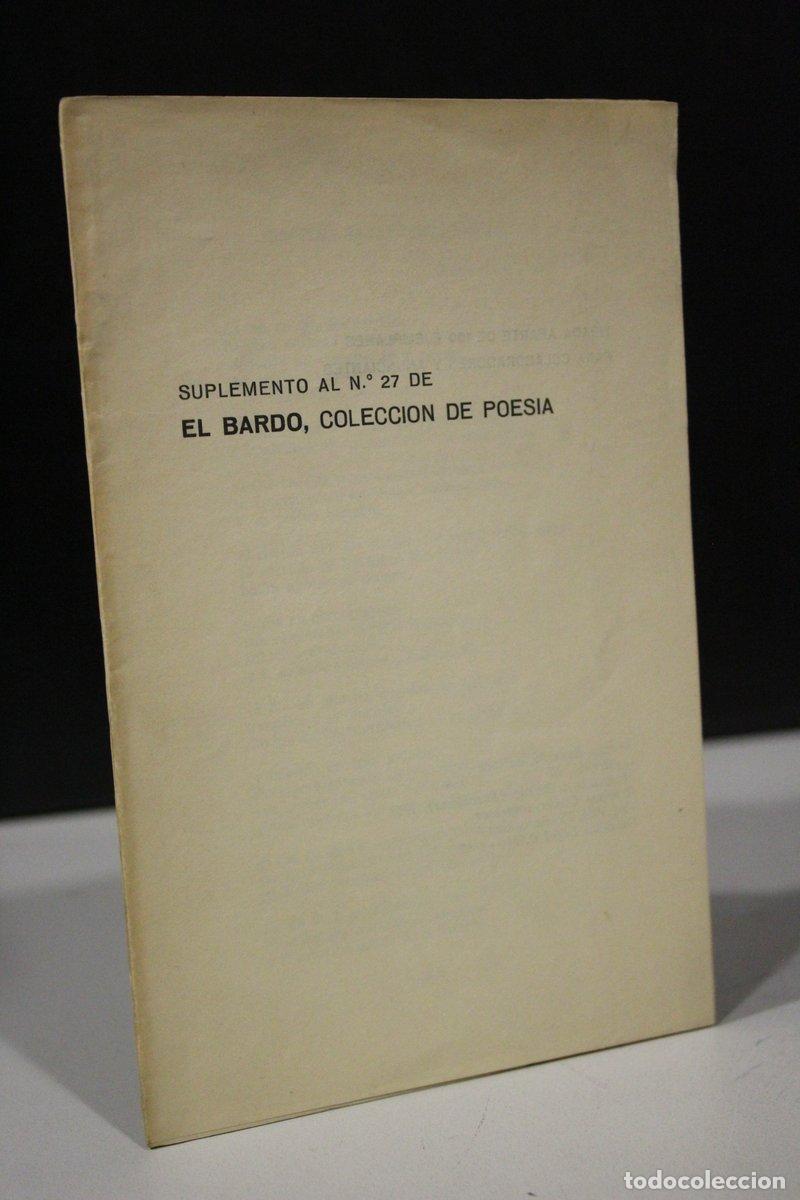 SUPLEMENTO AL N.° 27 DE
EL BARDO, COLECCION DE POESIA
todocoleccion